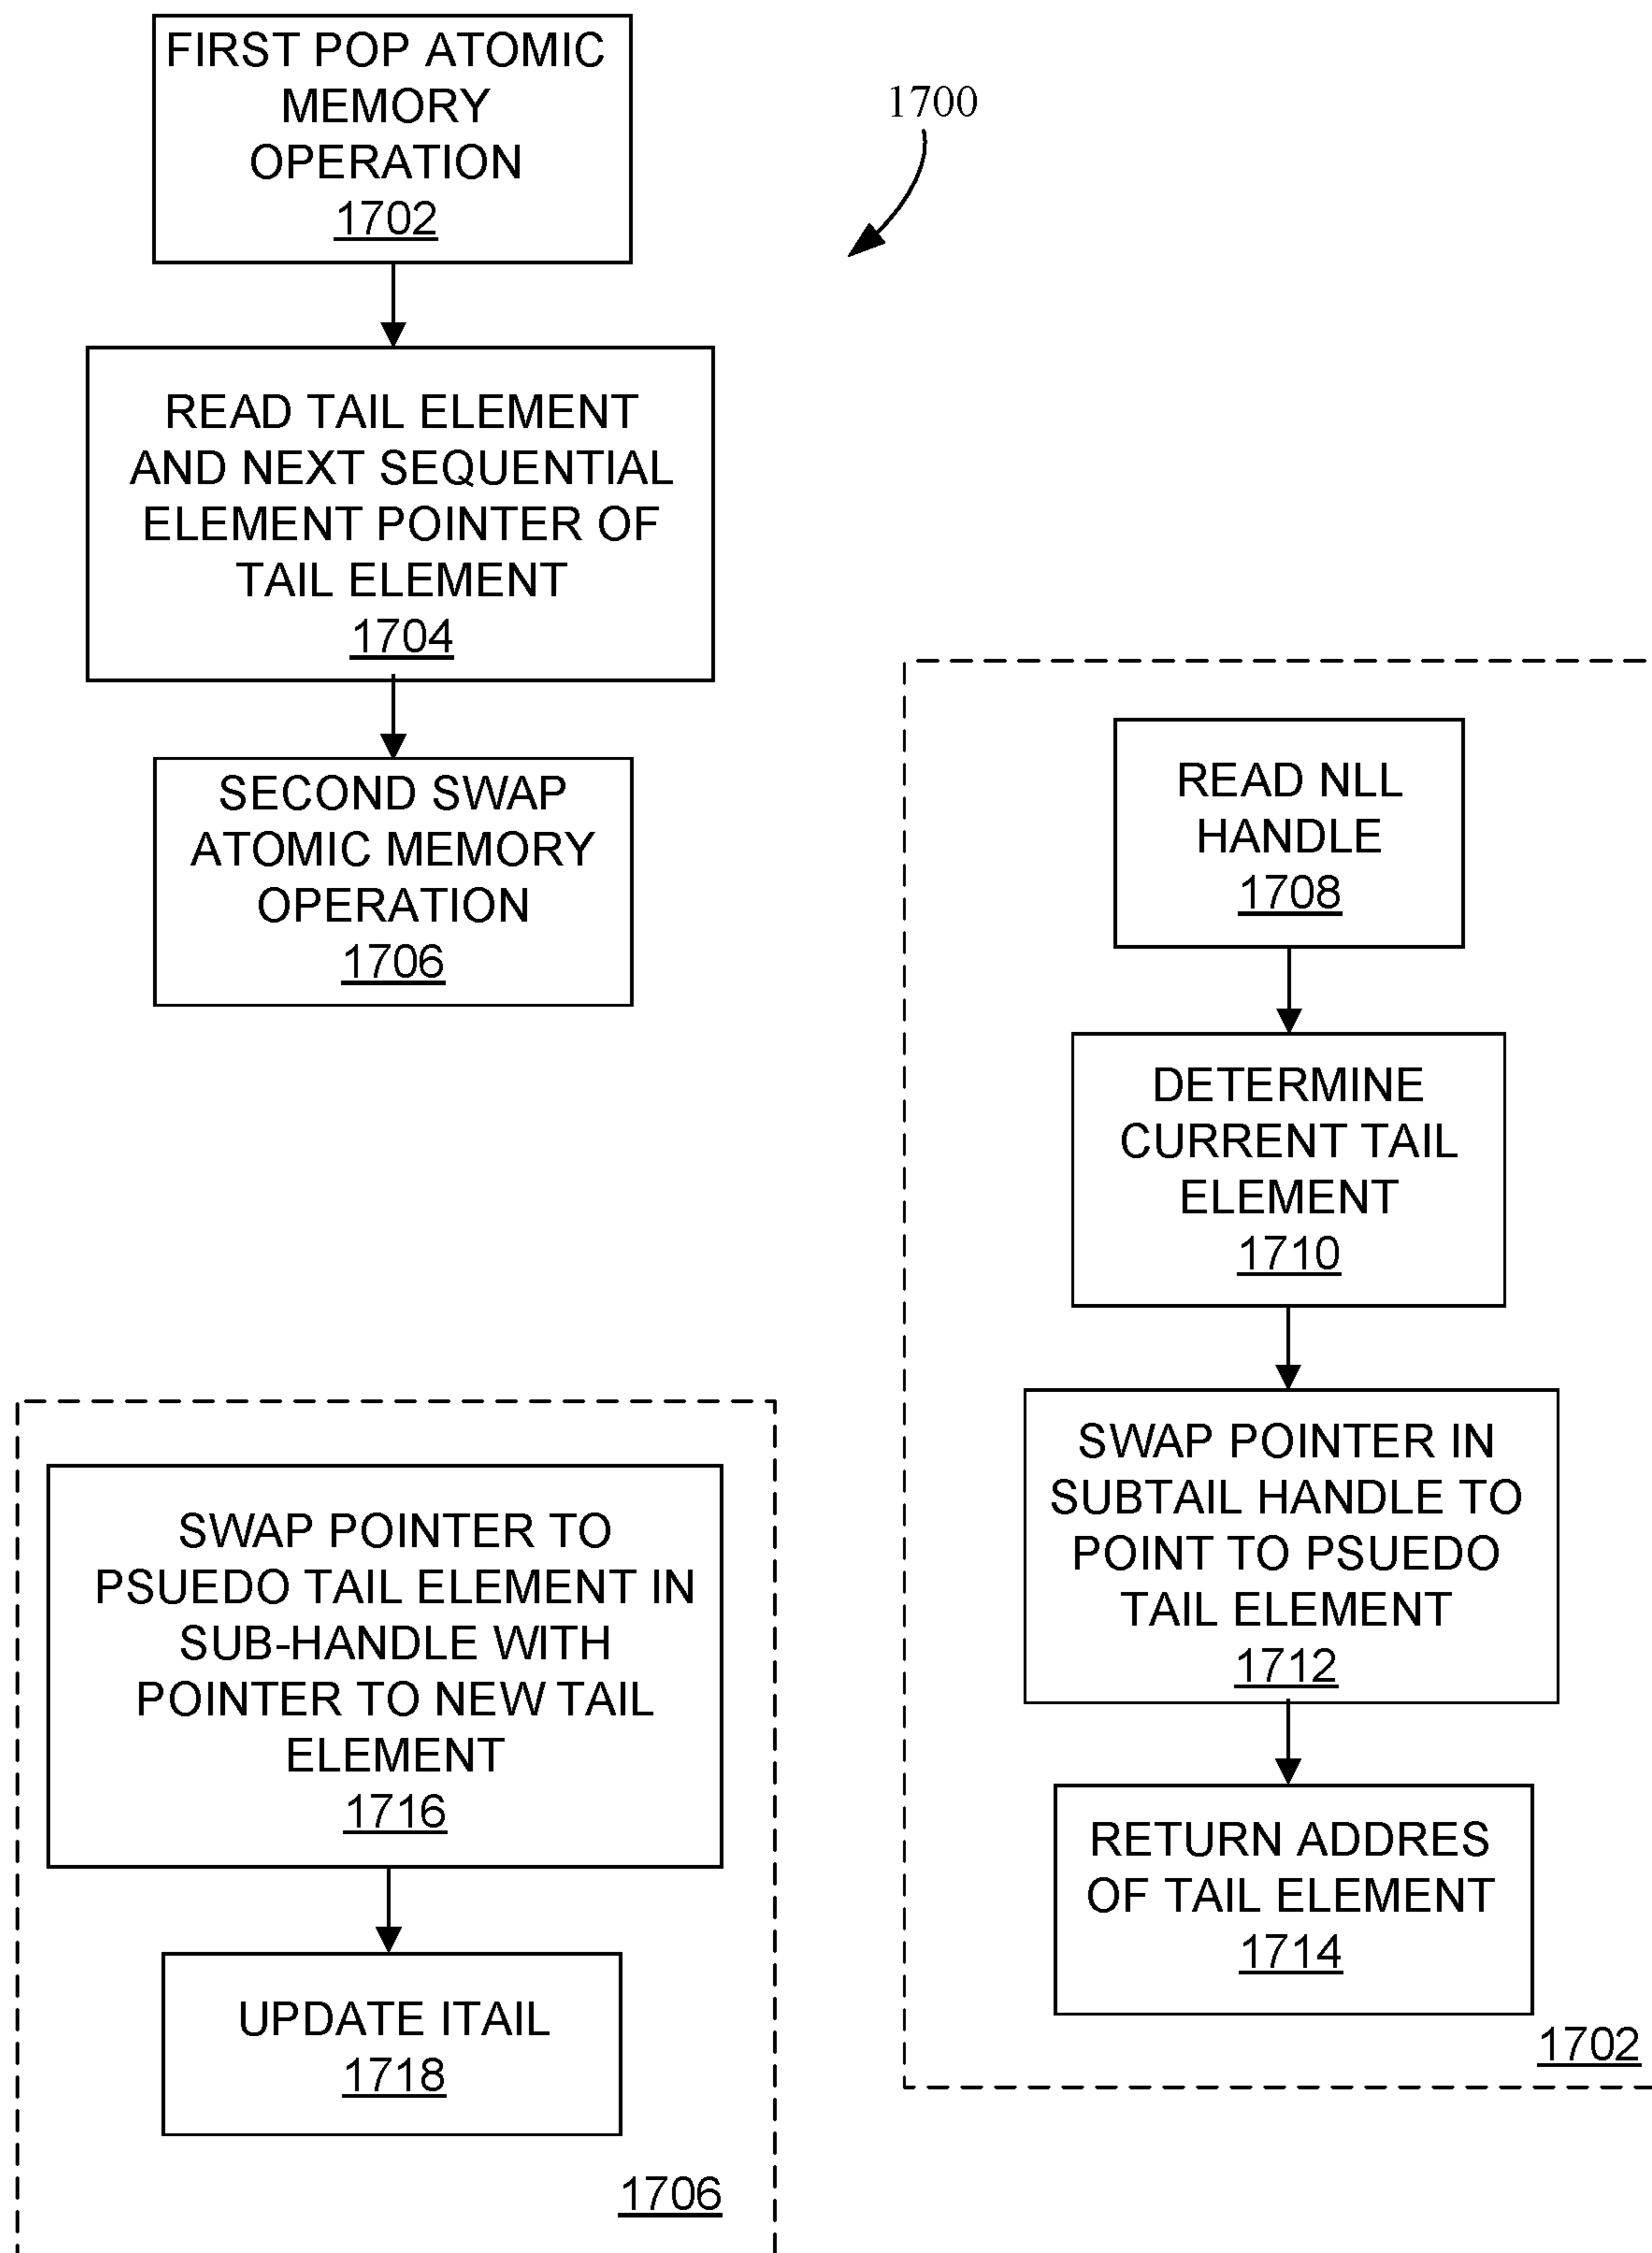 FIRST POP ATOMIC
MEMORY
OPERATION
1702
1700
READ TAIL ELEMENT
AND NEXT SEQUENTIAL
ELEMENT POINTER OF
TAIL ELEMENT
1704
SECOND SWAP
ATOMIC MEMORY
OPERATION
1706
READ NLL
HANDLE
1708
DETERMINE
CURRENT TAIL
ELEMENT
1710
SWAP POINTER IN
SUBTAIL HANDLE TO
POINT TO PSUEDO
TAIL ELEMENT
1712
RETURN ADDRES
OF TAIL ELEMENT
1714
1702
SWAP POINTER TO
PSUEDO TAIL ELEMENT IN
SUB-HANDLE WITH
POINTER TO NEW TAIL
ELEMENT
1716
UPDATE ITAIL
1718
1706